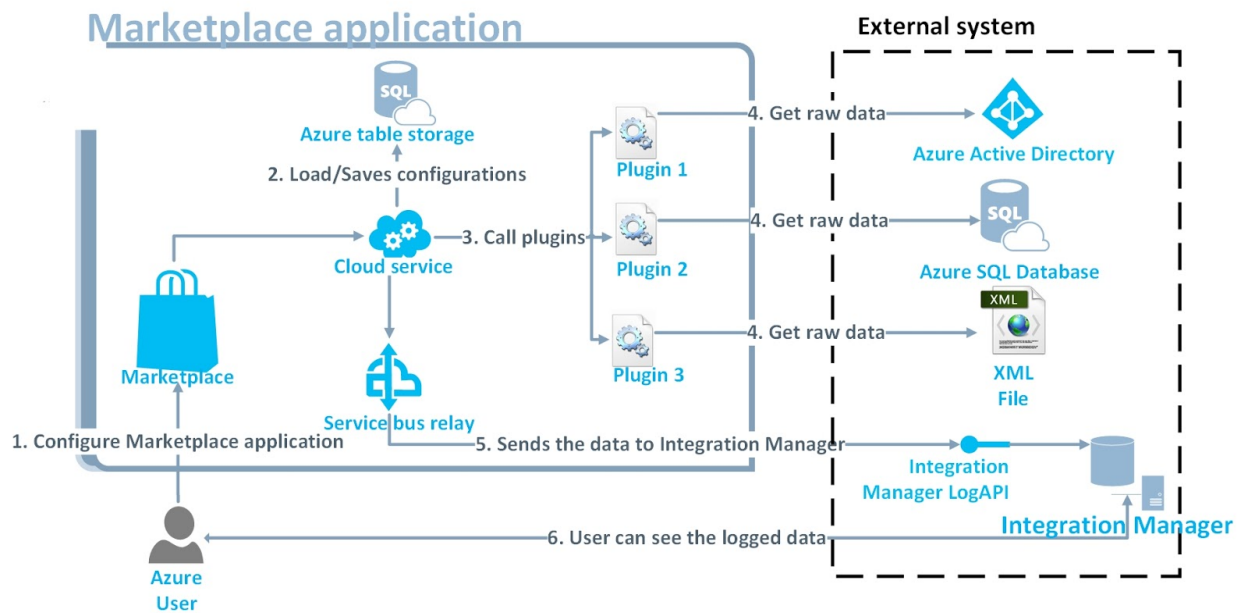 Marketplace application
External system
SQL
Azure table storage
2. Load/Saves configurations
Cloud service
3. Call plugins
Plugin 1
Plugin 2
Plugin 3
4. Get raw data
Azure Active Directory
4. Get raw data
SQL
Azure SQL Database
4. Get raw data
XML
XML
File
Marketplace
Service bus relay
1. Configure Marketplace application
5. Sends the data to Integration Manager
Integration
Manager LogAPI
Integration Manager
6. User can see the logged data
Azure
User